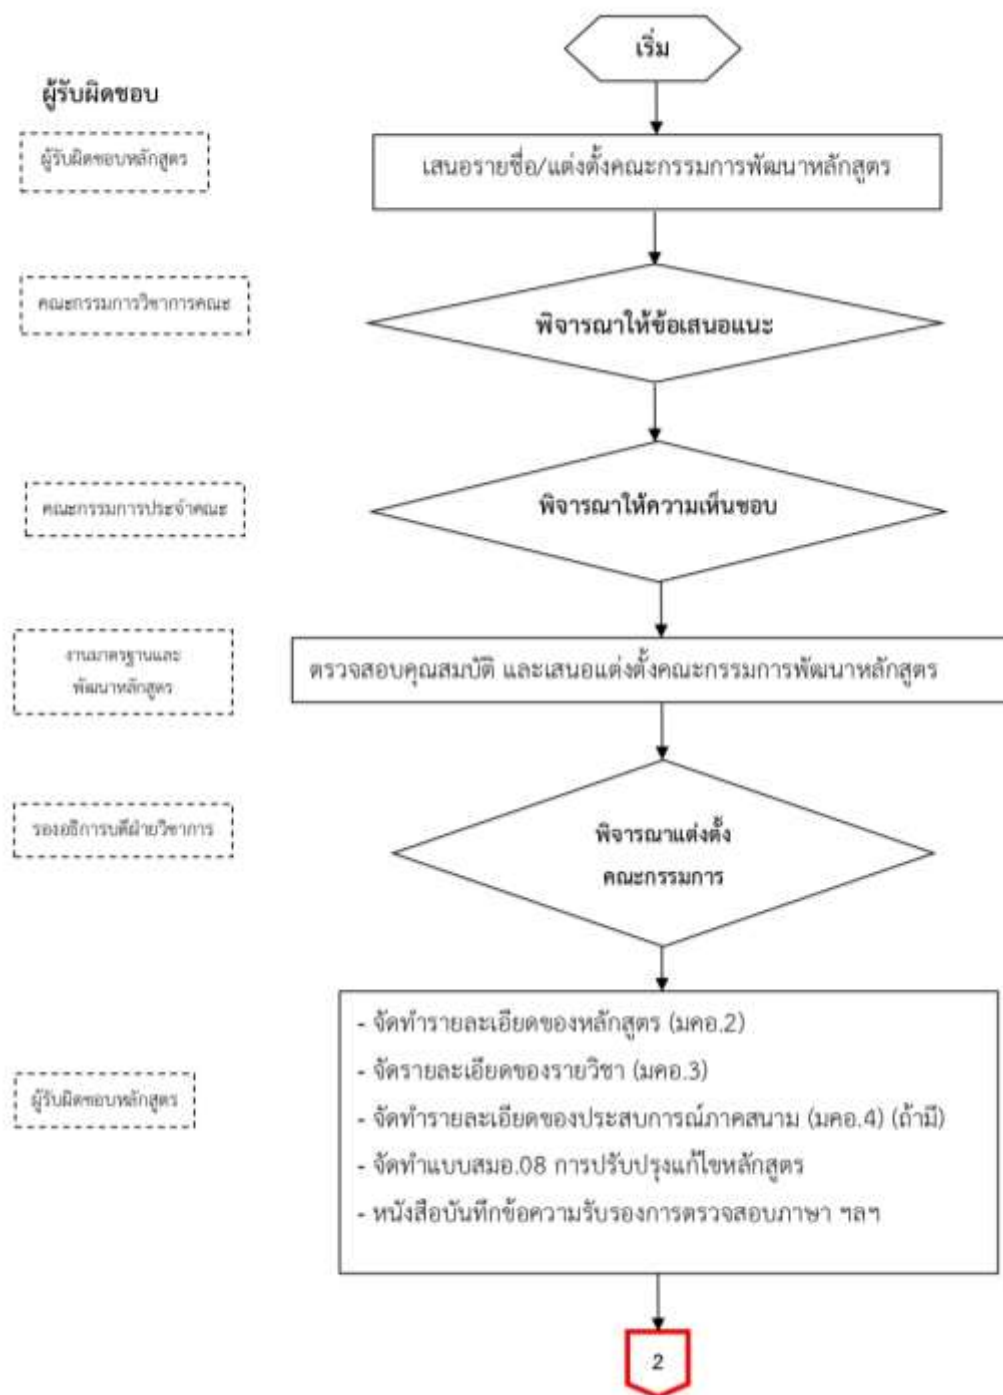 เริ่ม
ผู้รับผิดชอบ
ผู้รับผิดชอบหลักสูตร
เสนอรายชื่อ/แต่งตั้งคณะกรรมการพัฒนาหลักสูตร
คณะกรรมการวิชาการคณะ
พิจารณาให้ข้อเสนอแนะ
คณะกรรมการประจำคณะ
พิจารณาให้ความเห็นชอบ
งานมาตรฐานและ
พัฒนาหลักสูตร
ตรวจสอบคุณสมบัติ และเสนอแต่งตั้งคณะกรรมการพัฒนาหลักสูตร
รองอธิการบดีฝ่ายวิชาการ
พิจารณาแต่งตั้ง
คณะกรรมการ
ผู้รับผิดชอบหลักสูตร
- จัดทำรายละเอียดของหลักสูตร (มคอ.2)
- จัดรายละเอียดของรายวิชา (มคอ.3)
- จัดทำรายละเอียดของประสบการณ์ภาคสนาม (มคอ.4) (ถ้ามี)
- จัดทำแบบสมอ.08 การปรับปรุงแก้ไขหลักสูตร
- หนังสือบันทึกข้อความรับรองการตรวจสอบภาษา ฯลฯ
2